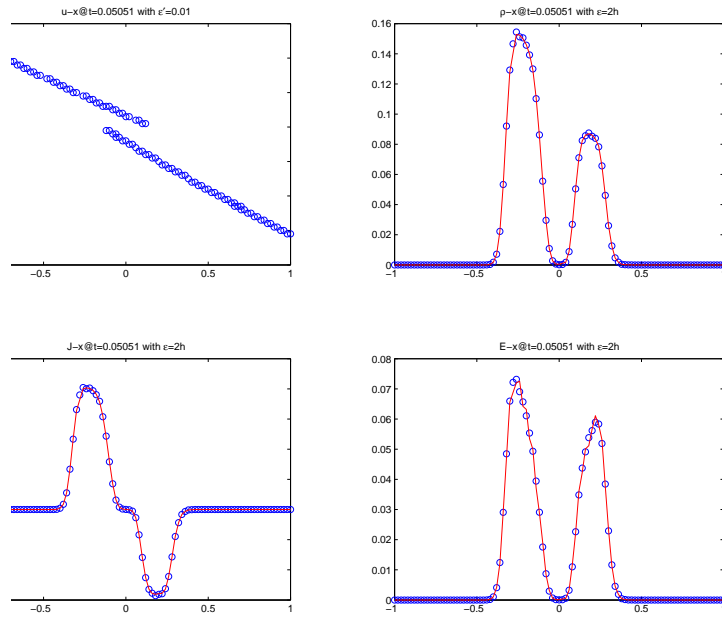 u−x@t=0.05051 with ε′=0.01
−0.5 0 0.5 1
ρ−x@t=0.05051 with ε=2h
0.16
0.14
0.12
0.1
0.08
0.06
0.04
0.02
0
−1 −0.5 0 0.5
J−x@t=0.05051 with ε=2h
−0.5 0 0.5 1
E−x@t=0.05051 with ε=2h
0.08
0.07
0.06
0.05
0.04
0.03
0.02
0.01
0
−1 −0.5 0 0.5